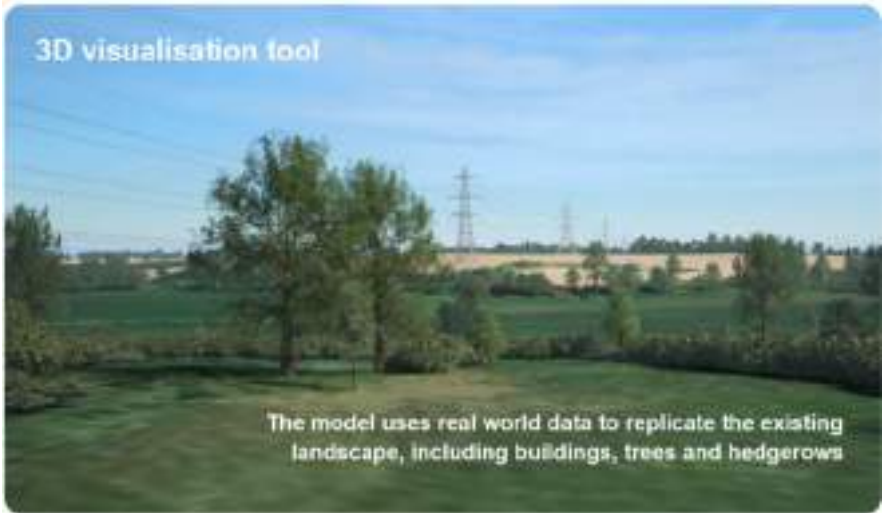 3D visualisation tool
The model uses real world data to replicate the existing
landscape, including buildings, trees and hedgerows